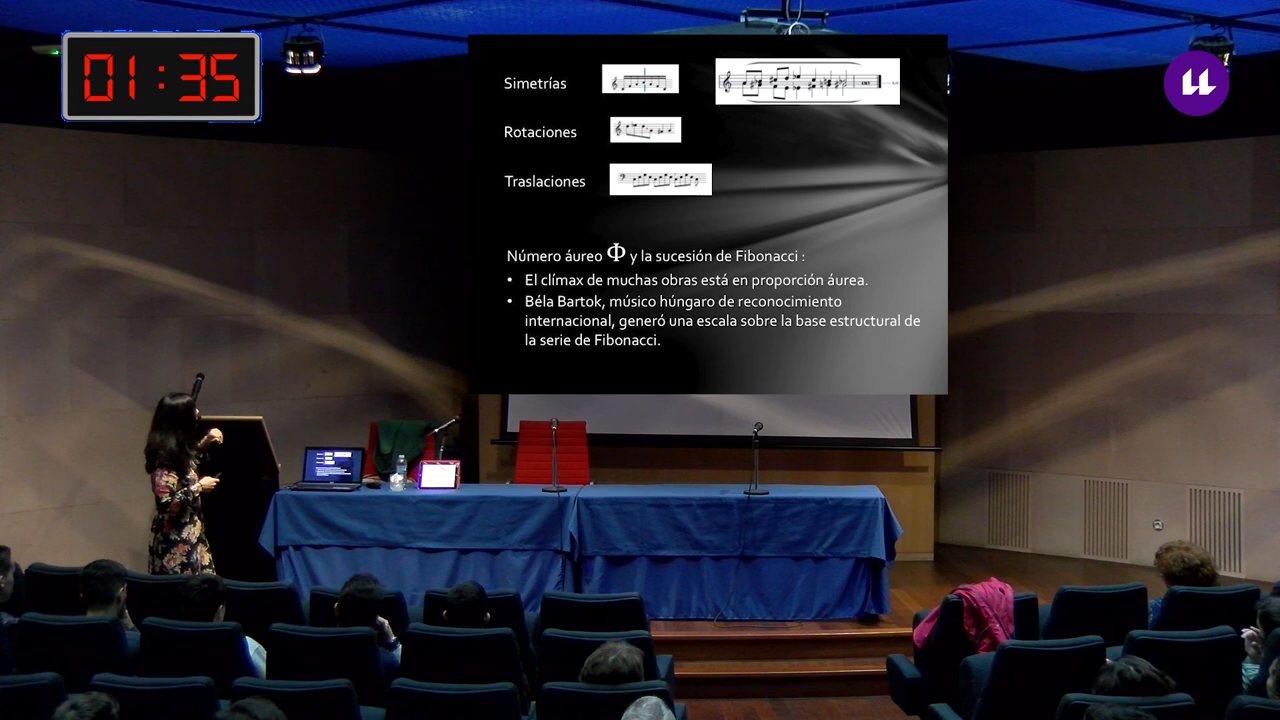 01:35
Simetrías
Rotaciones
Traslaciones
Número áureo Φ y la sucesión de Fibonacci :
• El clímax de muchas obras está en proporción áurea.
• Béla Bartok, músico húngaro de reconocimiento
internacional, generó una escala sobre la base estructural de
la serie de Fibonacci.